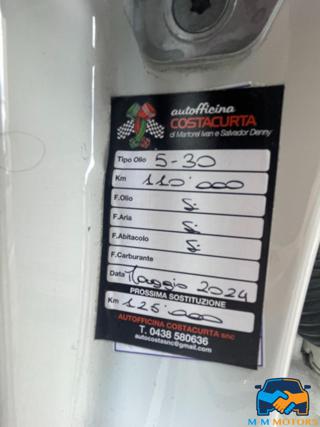 autofficina
COSTACURTA
di Martorel Ivan e Salvador Denny
Tipo Olio 5-30
Km 110.000
F.Olio Si
F.Aria Si
F.Abitacolo Si
F.Carburante
Data Maggio 2024
PROSSIMA SOSTITUZIONE
Km 125.000
AUTOFFICINA COSTACURTA snc
T. 0438 580636
autocostasnc@gmail.com
M·M MOTORS